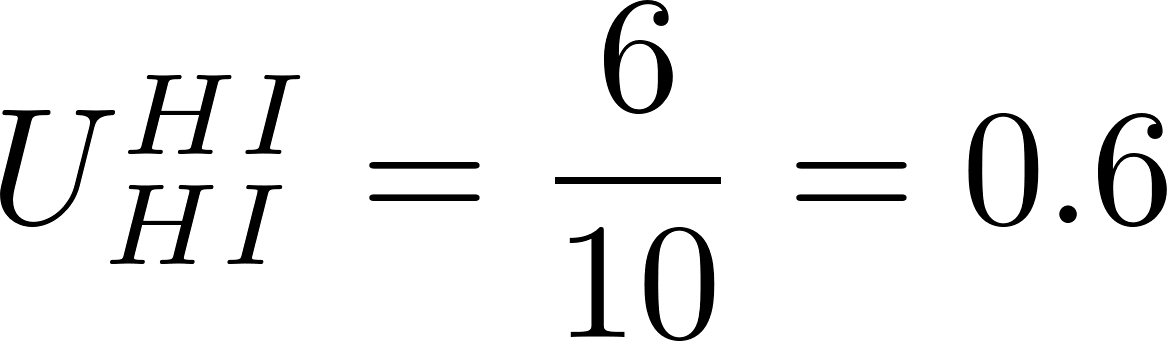 U_{HI}^{HI} = \frac{6}{10} = 0.6